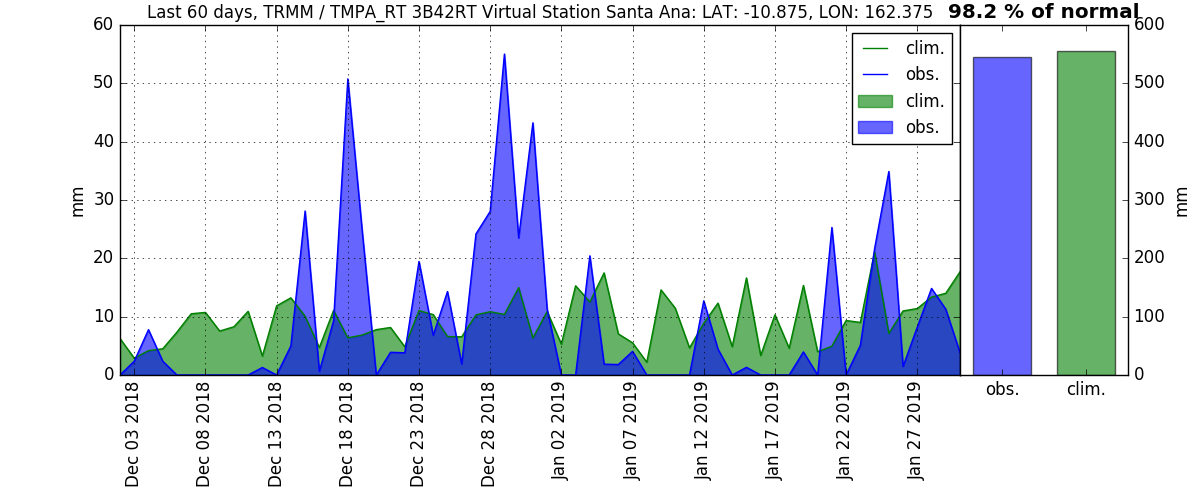 Last 60 days, TRMM / TMPA_RT 3B42RT Virtual Station Santa Ana: LAT: -10.875, LON: 162.375
98.2 % of normal
60
50
40
30
20
10
0
mm
clim.
obs.
clim.
obs.
Dec 03 2018
Dec 08 2018
Dec 13 2018
Dec 18 2018
Dec 23 2018
Dec 28 2018
Jan 02 2019
Jan 07 2019
Jan 12 2019
Jan 17 2019
Jan 22 2019
Jan 27 2019
600
500
400
300
200
100
0
mm
obs.
clim.